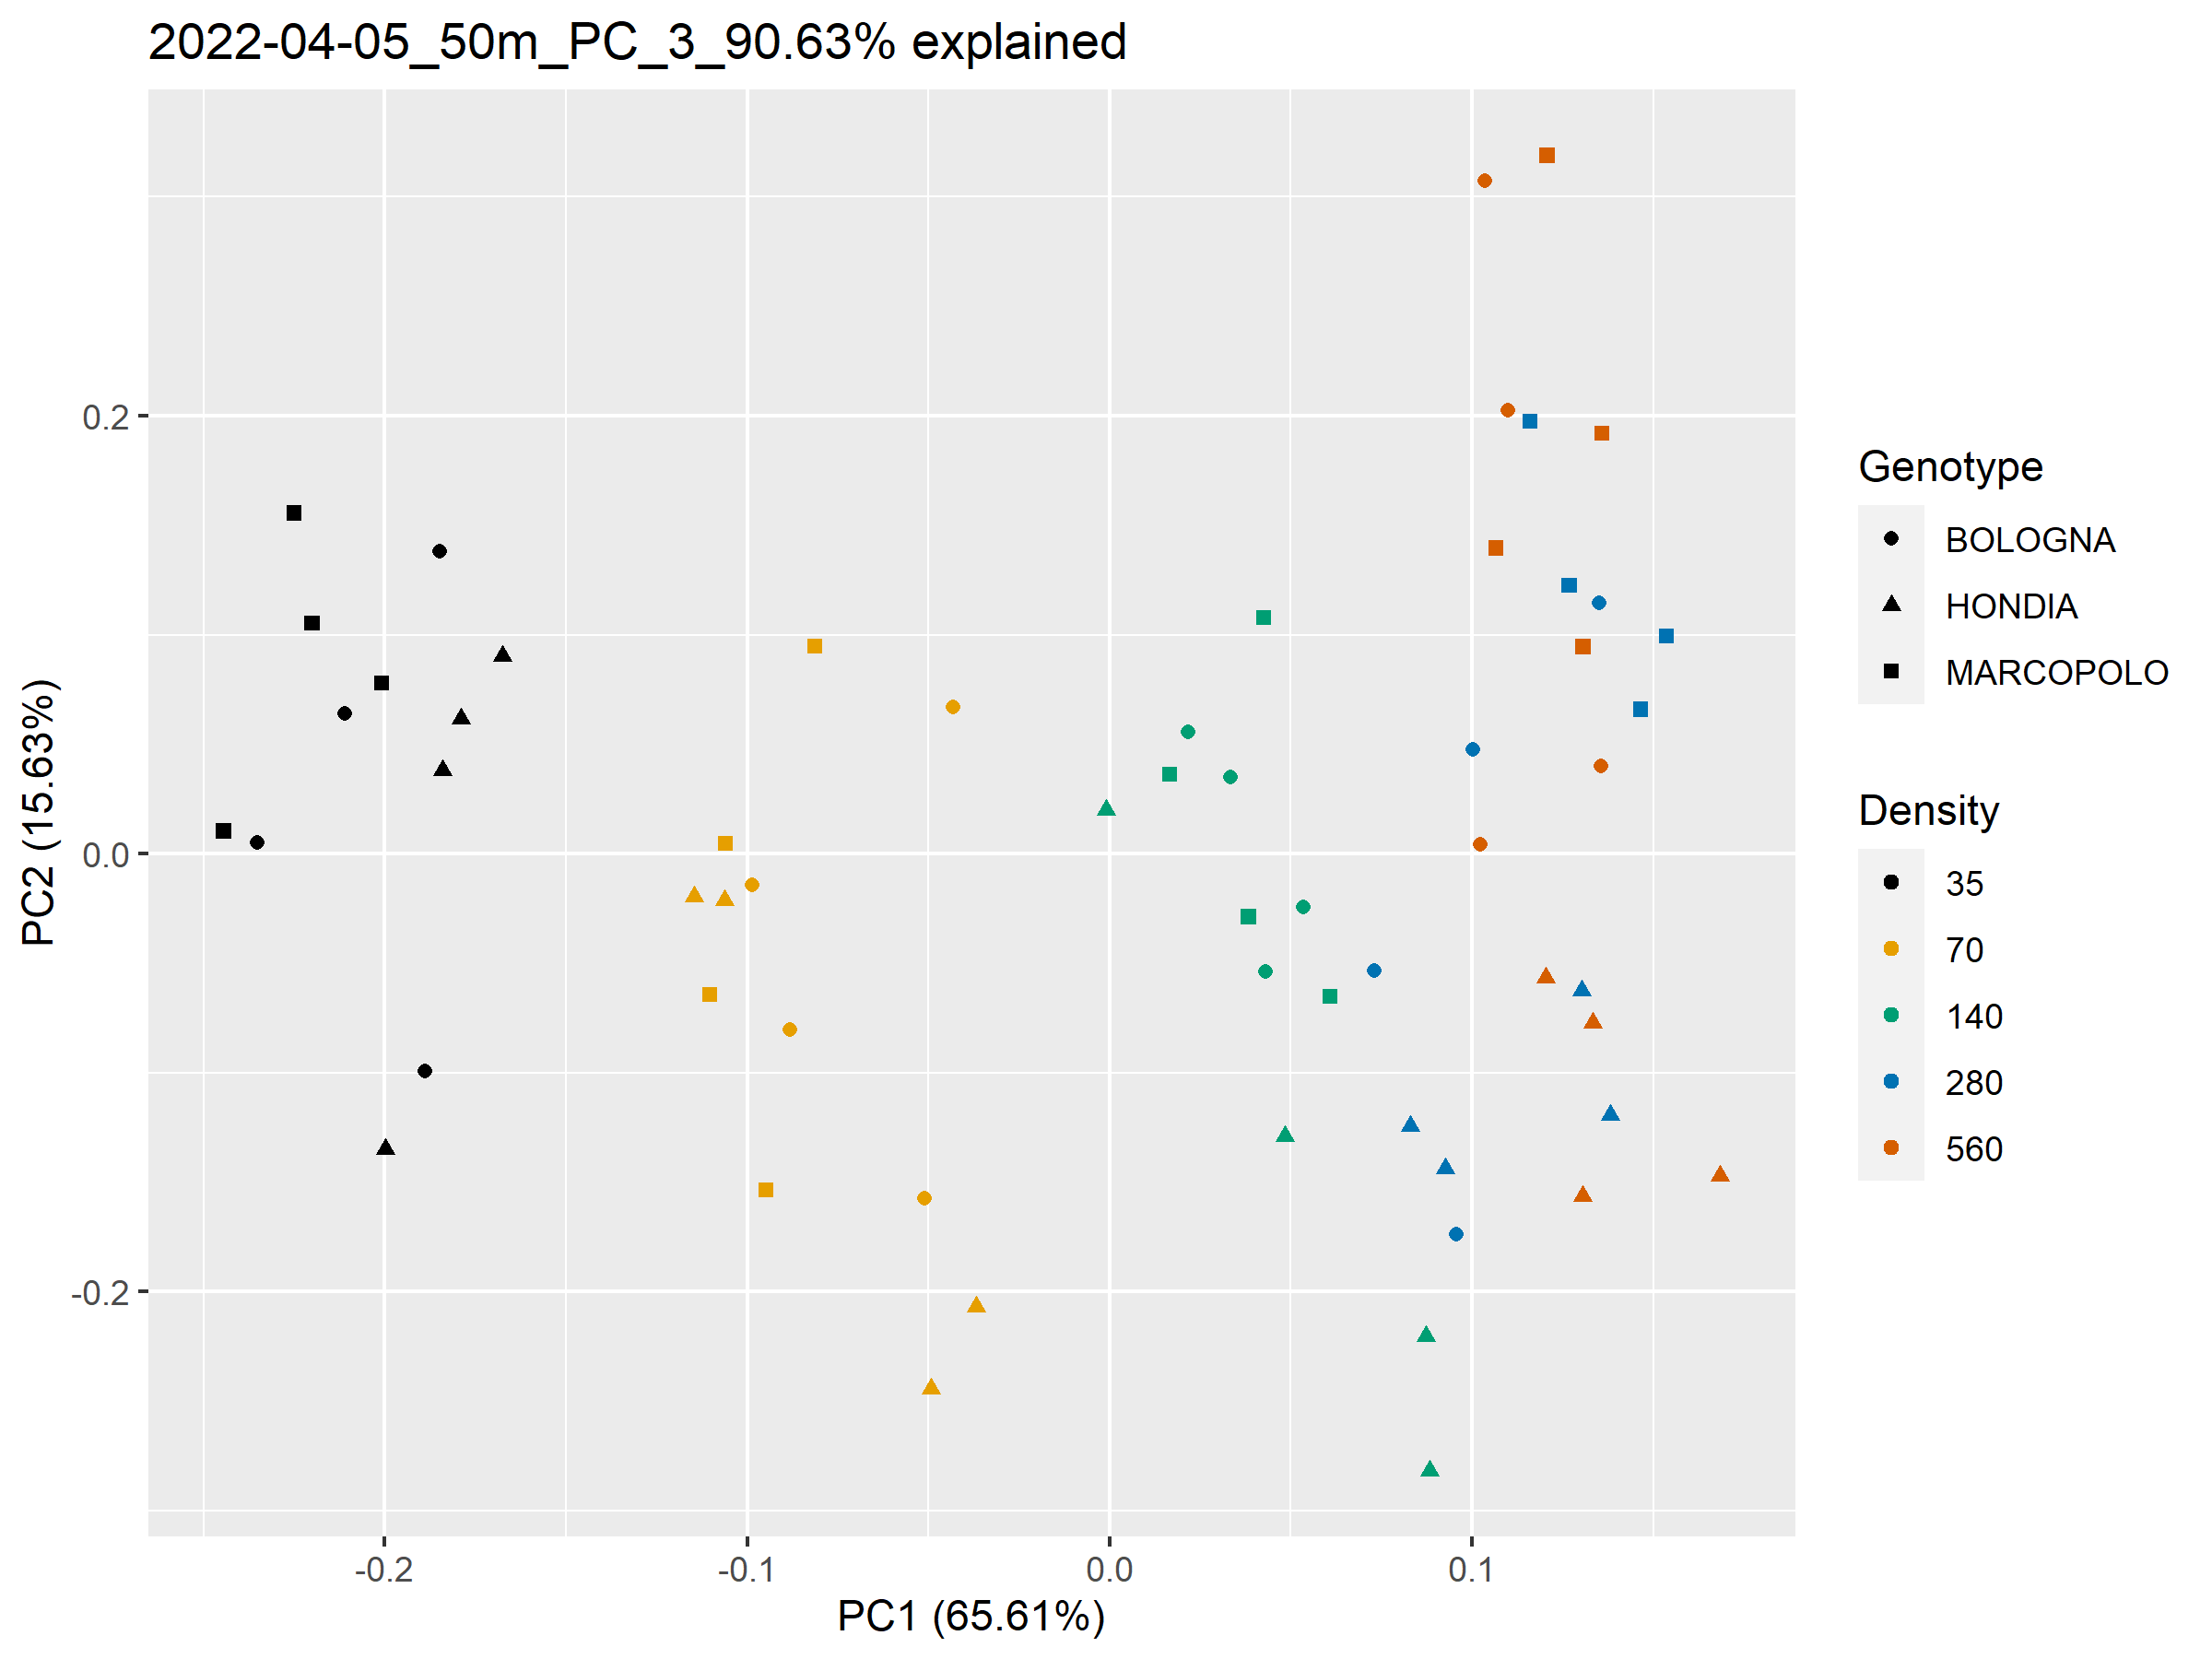 2022-04-05_50m_PC_3_90.63% explained
PC2 (15.63%)
0.2
0.0
-0.2
-0.2
-0.1
0.0
0.1
PC1 (65.61%)
Genotype
BOLOGNA
HONDIA
MARCOPOLO
Density
35
70
140
280
560